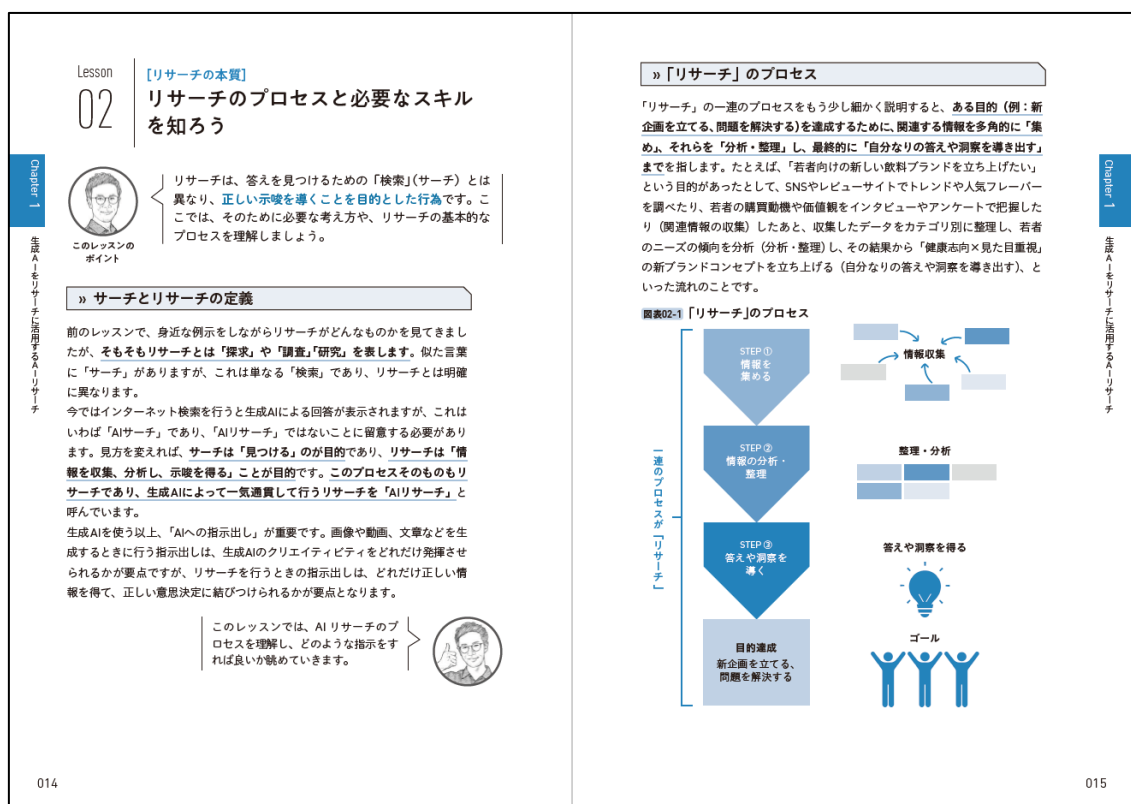 Lesson
02
[リサーチの本質]
リサーチのプロセスと必要なスキル
を知ろう
Chapter 1
生成AIをリサーチに活用するAIリサーチ
このレッスンの
ポイント
リサーチは、答えを見つけるための「検索」(サーチ)とは
異なり、正しい示唆を導くことを目的とした行為です。こ
こでは、そのために必要な考え方や、リサーチの基本的な
プロセスを理解しましょう。
» サーチとリサーチの定義
前のレッスンで、身近な例示をしながらリサーチがどんなものかを見てきまし
たが、そもそもリサーチとは「探求」や「調査」「研究」を表します。似た言葉
に「サーチ」がありますが、これは単なる「検索」であり、リサーチとは明確
に異なります。
今ではインターネット検索を行うと生成AIによる回答が表示されますが、これは
いわば「AIサーチ」であり、「AIリサーチ」ではないことに留意する必要があり
ます。見方を変えれば、サーチは「見つける」のが目的であり、リサーチは「情
報を収集、分析し、示唆を得る」ことが目的です。このプロセスそのものもリ
サーチであり、生成AIによって一気通貫して行うリサーチを「AIリサーチ」と
呼んでいます。
生成AIを使う以上、「AIへの指示出し」が重要です。画像や動画、文章などを生
成するときに行う指示出しは、生成AIのクリエイティビティをどれだけ発揮させ
られるかが要点ですが、リサーチを行うときの指示出しは、どれだけ正しい情
報を得て、正しい意思決定に結びつけられるかが要点となります。
このレッスンでは、AI リサーチのプ
ロセスを理解し、どのような指示をす
れば良いか眺めていきます。
014
» 「リサーチ」のプロセス
「リサーチ」の一連のプロセスをもう少し細かく説明すると、ある目的(例:新
企画を立てる、問題を解決する)を達成するために、関連する情報を多角的に「集
め」、それらを「分析・整理」し、最終的に「自分なりの答えや洞察を導き出す」
までを指します。たとえば、「若者向けの新しい飲料ブランドを立ち上げたい」
という目的があったとして、SNSやレビューサイトでトレンドや人気フレーバー
を調べたり、若者の購買動機や価値観をインタビューやアンケートで把握した
り(関連情報の収集)したあと、収集したデータをカテゴリ別に整理し、若者
のニーズの傾向を分析(分析・整理)し、その結果から「健康志向×見た目重視」
の新ブランドコンセプトを立ち上げる(自分なりの答えや洞察を導き出す)、と
いった流れのことです。
図表02-1 「リサーチ」のプロセス
一連のプロセスが「リサーチ」
STEP ①
情報を
集める
情報収集
STEP ②
情報の分析・
整理
整理・分析
STEP ③
答えや洞察を
導く
答えや洞察を得る
目的達成
新企画を立てる、
問題を解決する
ゴール
Chapter 1
生成AIをリサーチに活用するAIリサーチ
015